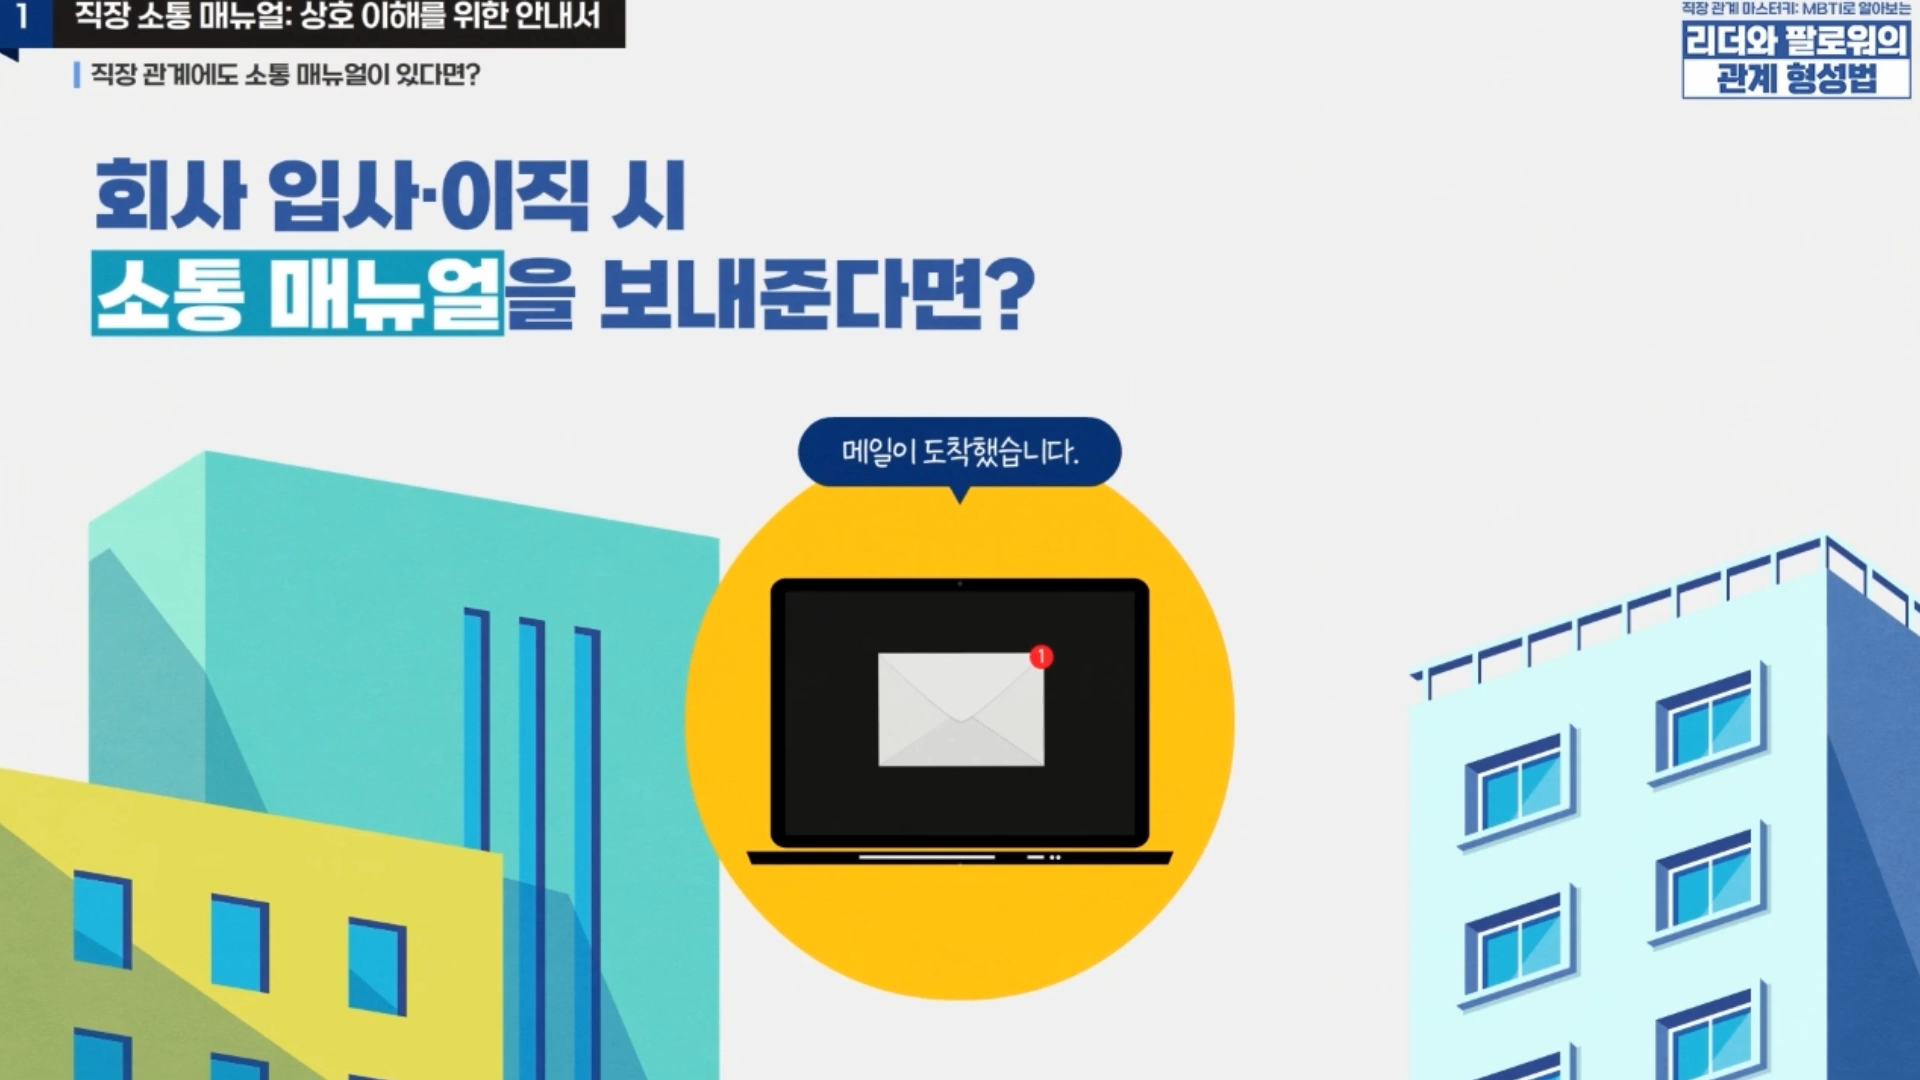 1
직장 소통 매뉴얼: 상호 이해를 위한 안내서
직장 관계 마스터키: MBTI로 알아보는
리더와 팔로워의
관계 형성법
직장 관계에도 소통 매뉴얼이 있다면?
회사 입사·이직 시
소통 매뉴얼을 보내준다면?
메일이 도착했습니다.
1